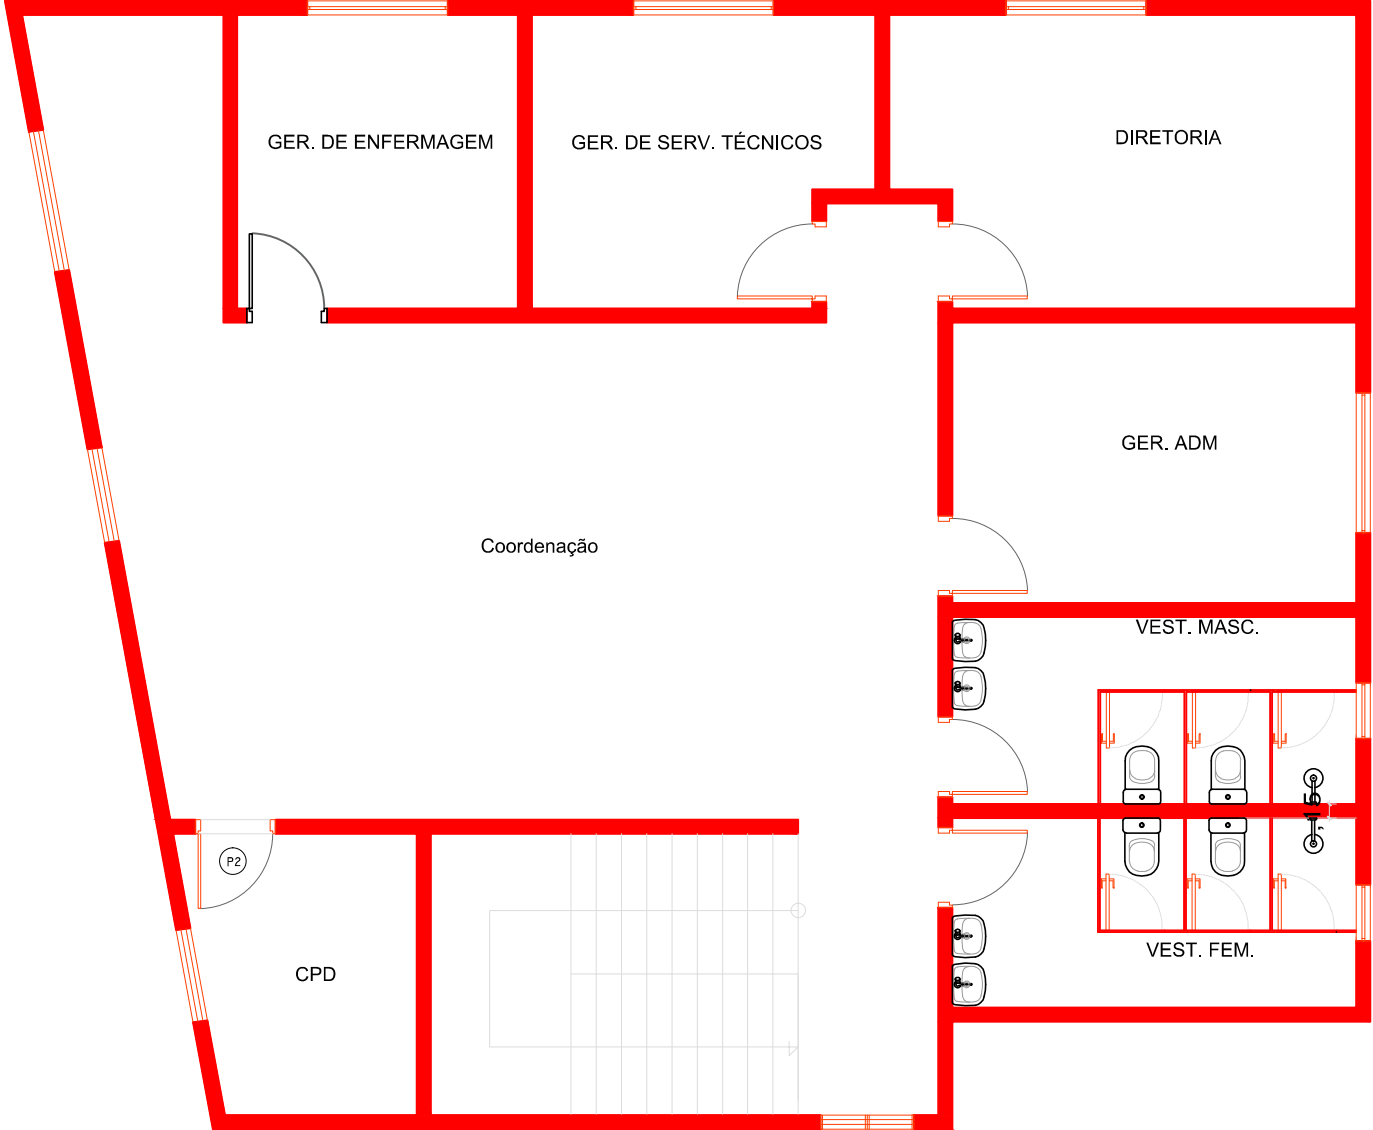 GER. DE ENFERMAGEM
GER. DE SERV. TÉCNICOS
DIRETORIA
GER. ADM
Coordenação
VEST. MASC.
P2
VEST. FEM.
CPD